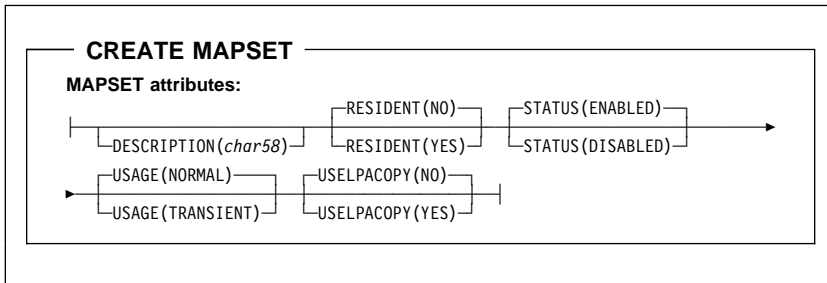 CREATE MAPSET
MAPSET attributes:
RESIDENT(NO) STATUS(ENABLED)
DESCRIPTION(char58) RESIDENT(YES) STATUS(DISABLED)
USAGE(NORMAL) USELPACOPY(NO)
USAGE(TRANSIENT) USELPACOPY(YES)